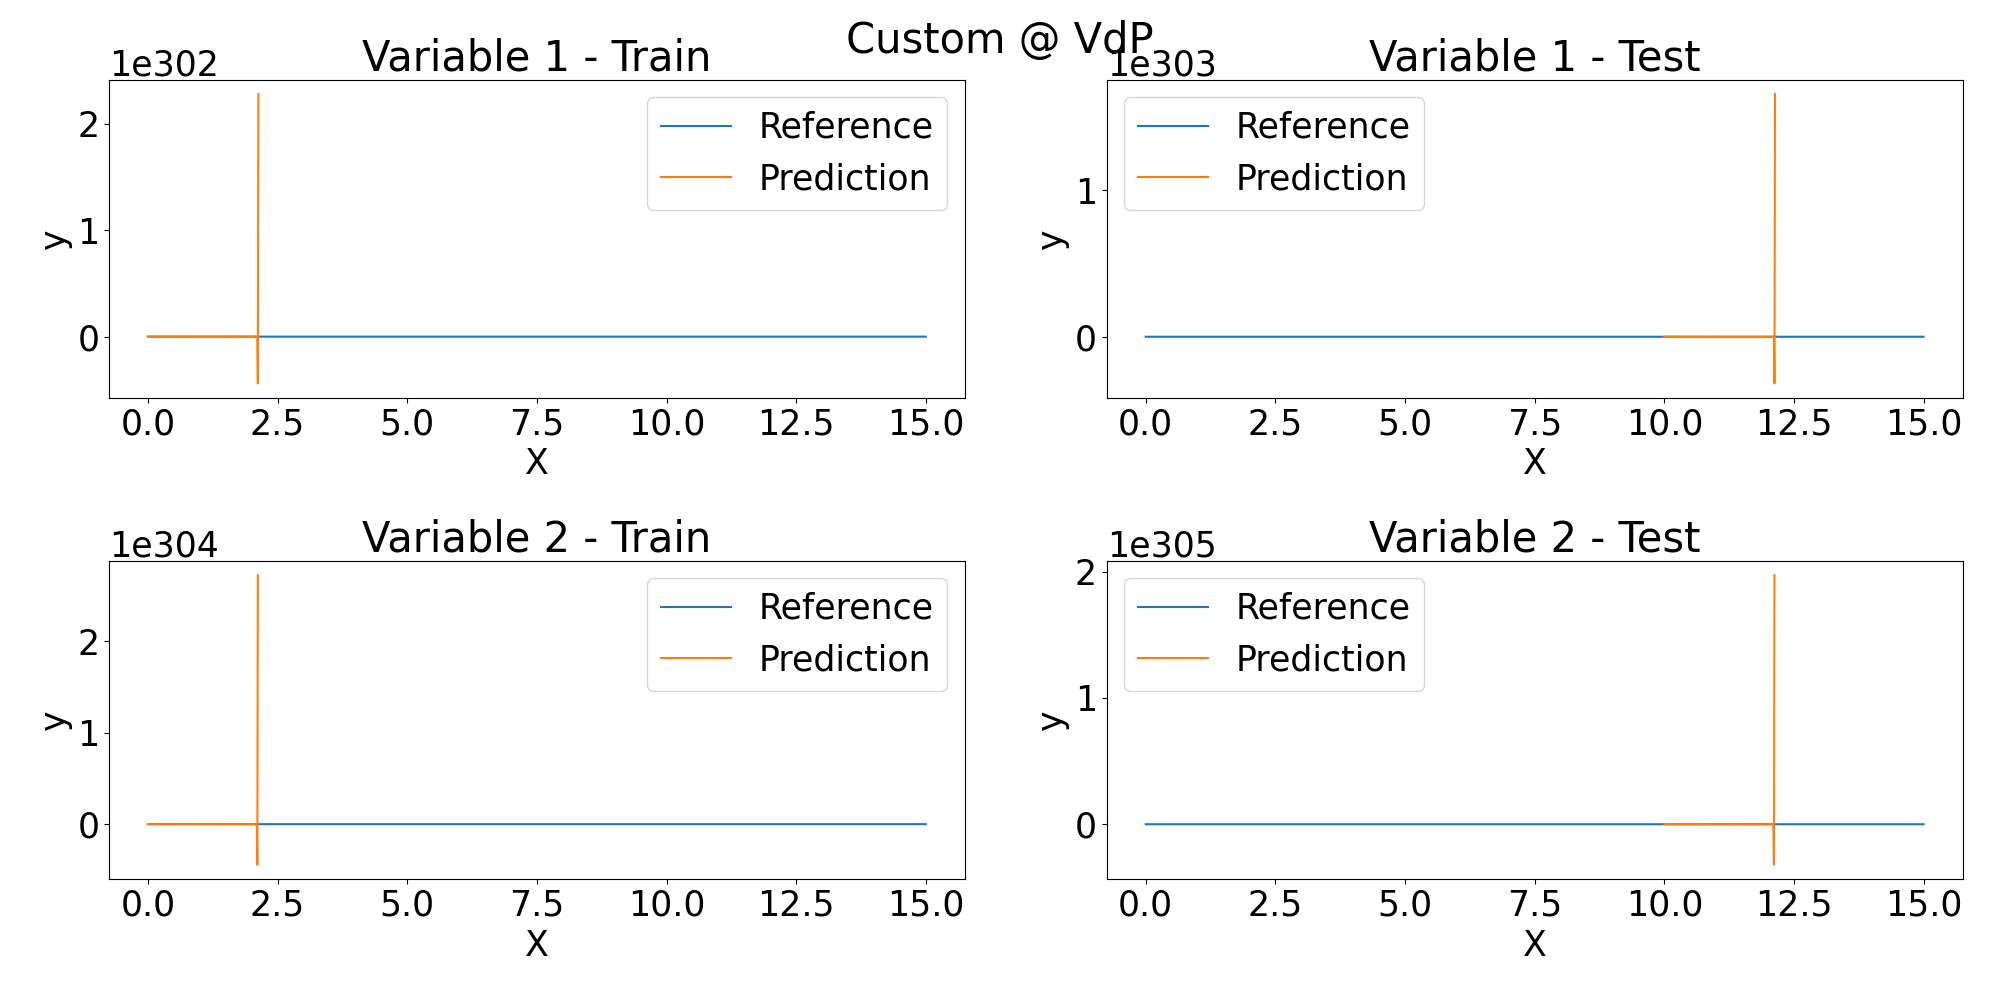 Custom @ VdP
Variable 1 - Train
1e302
2
1
0
y
Reference
Prediction
0.0 2.5 5.0 7.5 10.0 12.5 15.0
X
Variable 1 - Test
1e303
1
0
y
Reference
Prediction
0.0 2.5 5.0 7.5 10.0 12.5 15.0
X
Variable 2 - Train
1e304
2
1
0
y
Reference
Prediction
0.0 2.5 5.0 7.5 10.0 12.5 15.0
X
Variable 2 - Test
1e305
2
1
0
y
Reference
Prediction
0.0 2.5 5.0 7.5 10.0 12.5 15.0
X